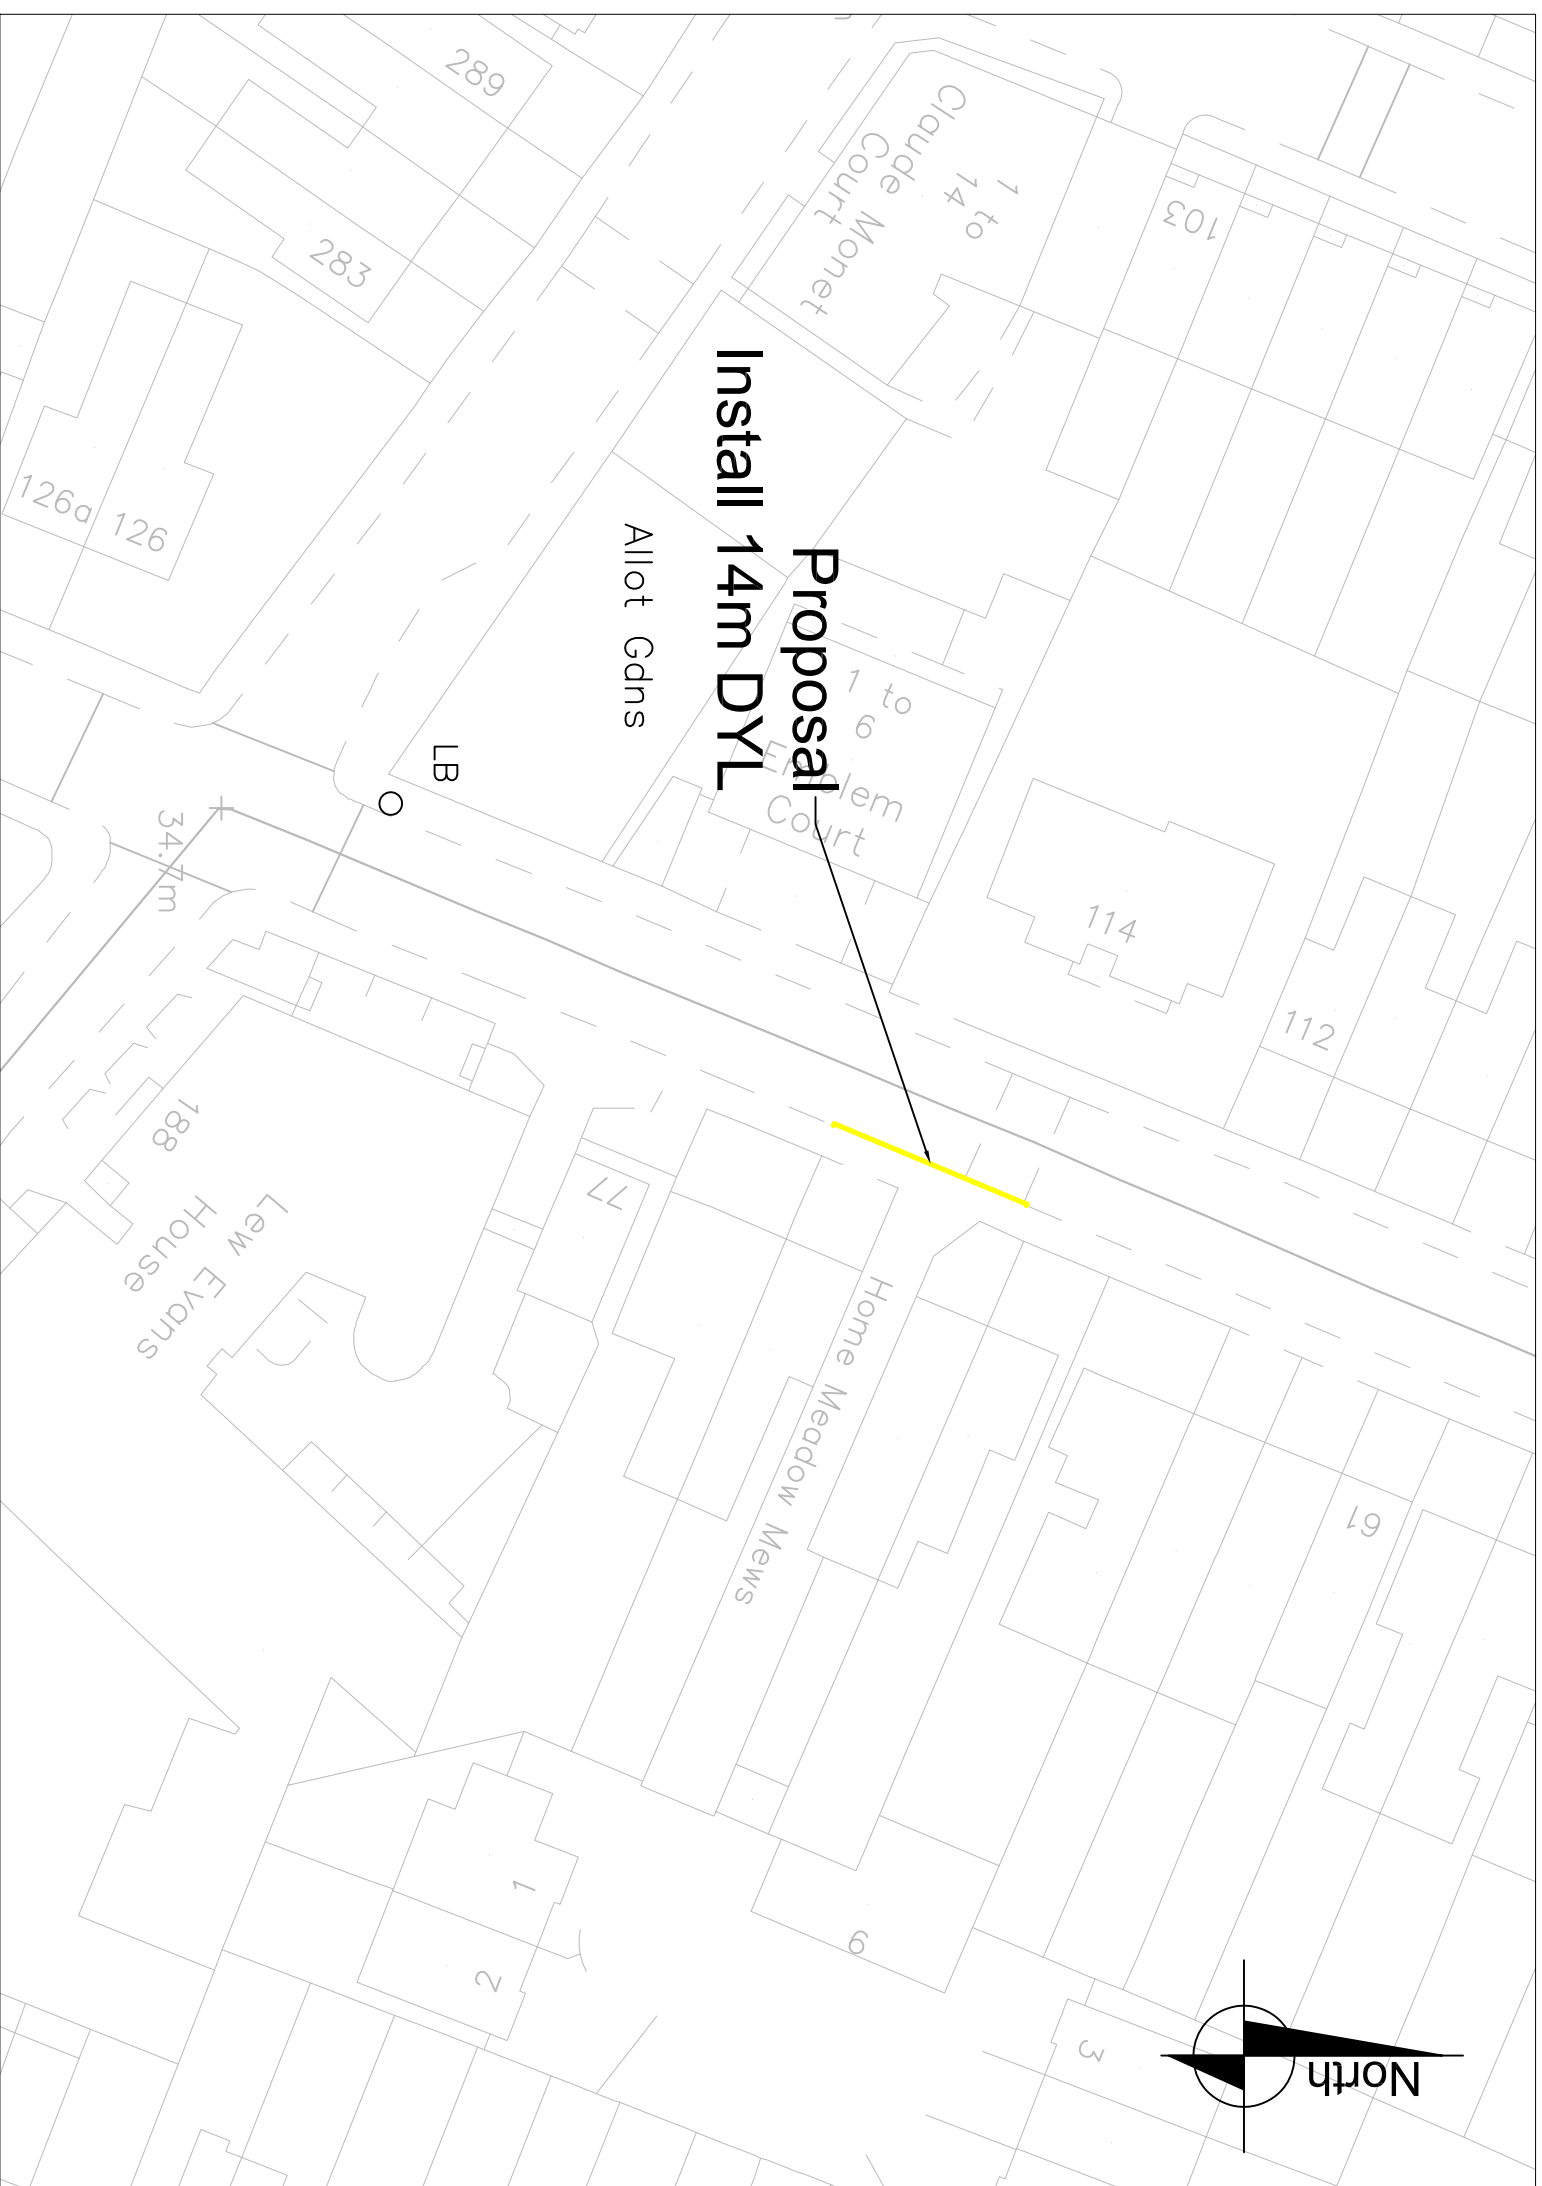 Proposal
Install 14m DYL
North
Allot Gdns
LB
Claude Monet
Court
1 to
14
1 to
6
Emblem
Court
Home Meadow Mews
Lew Evans
House
188
34.7m
289
283
126a
126
103
114
112
77
61
1
2
6
3